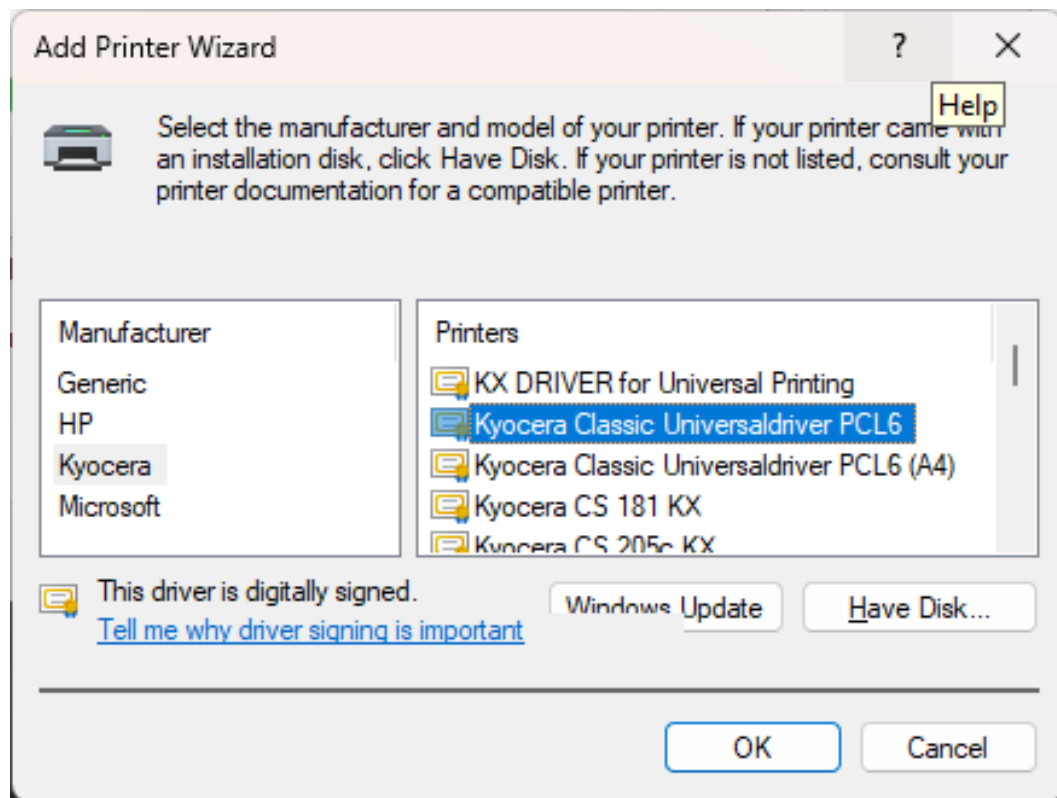 Add Printer Wizard
?
Help
Select the manufacturer and model of your printer. If your printer came with
an installation disk, click Have Disk. If your printer is not listed, consult your
printer documentation for a compatible printer.
Manufacturer
Generic
HP
Kyocera
Microsoft
Printers
KX DRIVER for Universal Printing
Kyocera Classic Universaldriver PCL6
Kyocera Classic Universaldriver PCL6 (A4)
Kyocera CS 181 KX
Kyocera CS 205c KX
This driver is digitally signed.
Tell me why driver signing is important
Windows Update
Have Disk...
OK
Cancel